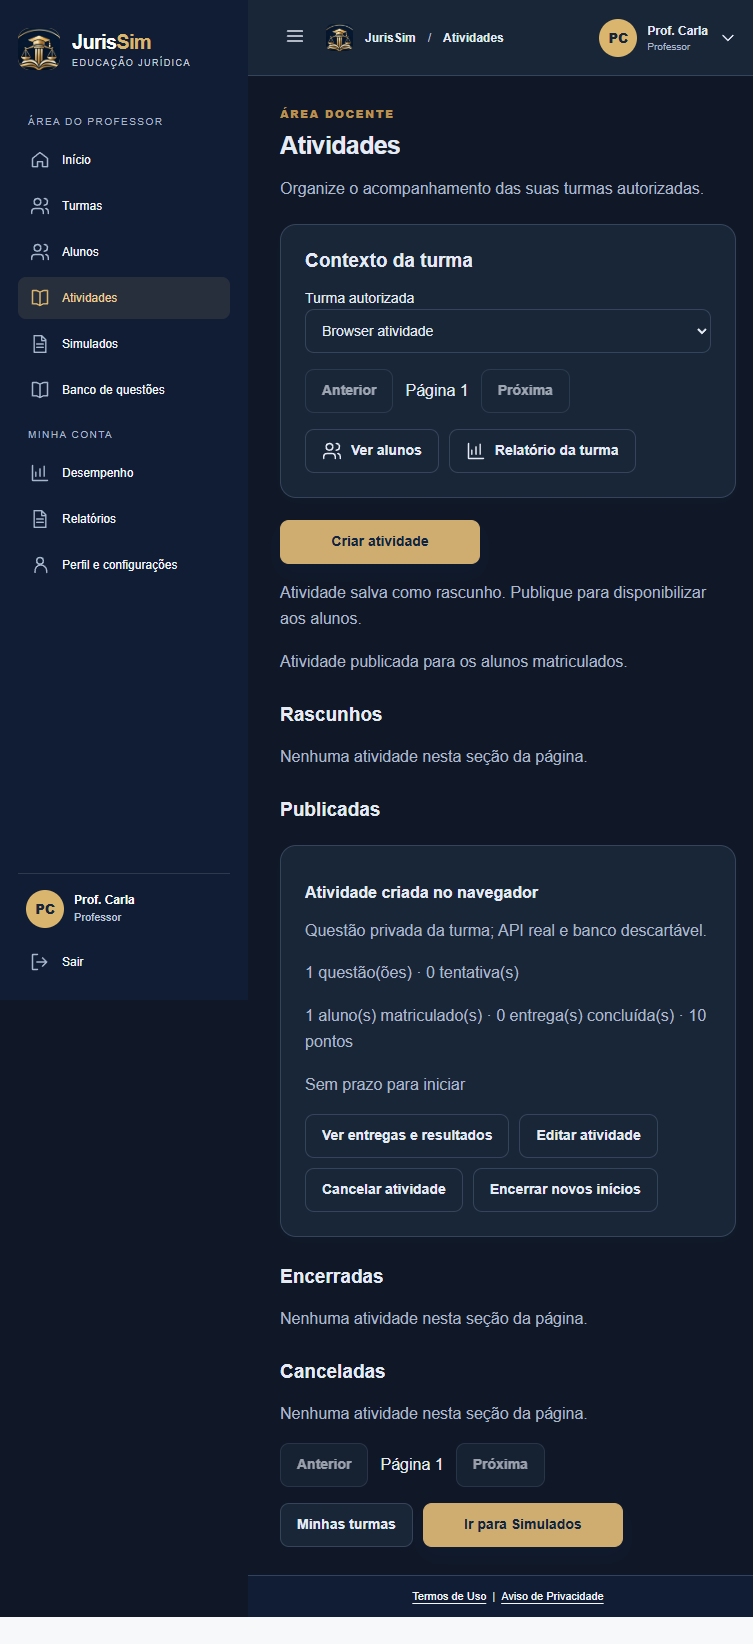 JurisSim
EDUCAÇÃO JURÍDICA
ÁREA DO PROFESSOR
Início
Turmas
Alunos
Atividades
Simulados
Banco de questões
MINHA CONTA
Desempenho
Relatórios
Perfil e configurações
PC
Prof. Carla
Professor
Sair
JurisSim / Atividades
PC
Prof. Carla
Professor
ÁREA DOCENTE
Atividades
Organize o acompanhamento das suas turmas autorizadas.
Contexto da turma
Turma autorizada
Browser atividade
Anterior Página 1 Próxima
Ver alunos Relatório da turma
Criar atividade
Atividade salva como rascunho. Publique para disponibilizar
aos alunos.
Atividade publicada para os alunos matriculados.
Rascunhos
Nenhuma atividade nesta seção da página.
Publicadas
Atividade criada no navegador
Questão privada da turma; API real e banco descartável.
1 questão(ões) · 0 tentativa(s)
1 aluno(s) matriculado(s) · 0 entrega(s) concluída(s) · 10
pontos
Sem prazo para iniciar
Ver entregas e resultados Editar atividade
Cancelar atividade Encerrar novos inícios
Encerradas
Nenhuma atividade nesta seção da página.
Canceladas
Nenhuma atividade nesta seção da página.
Anterior Página 1 Próxima
Minhas turmas Ir para Simulados
Termos de Uso | Aviso de Privacidade